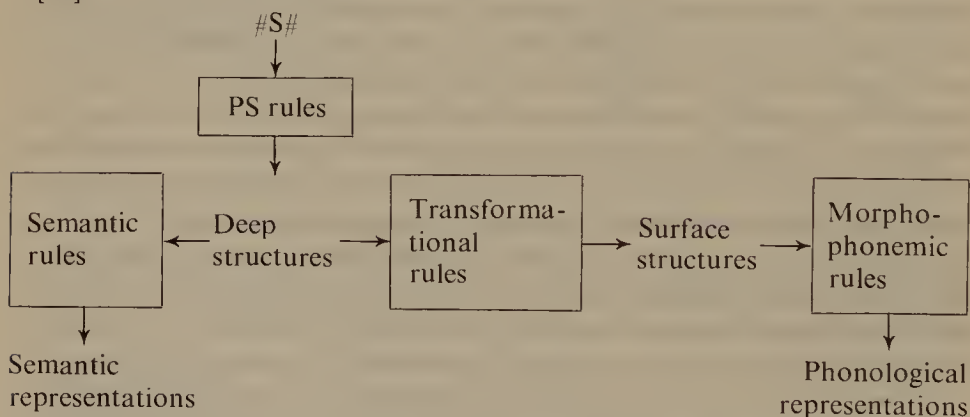 #S#
PS rules
Semantic
rules
Deep
structures
Transforma-
tional
rules
Surface
structures
Morpho-
phonemic
rules
Semantic
representations
Phonological
representations